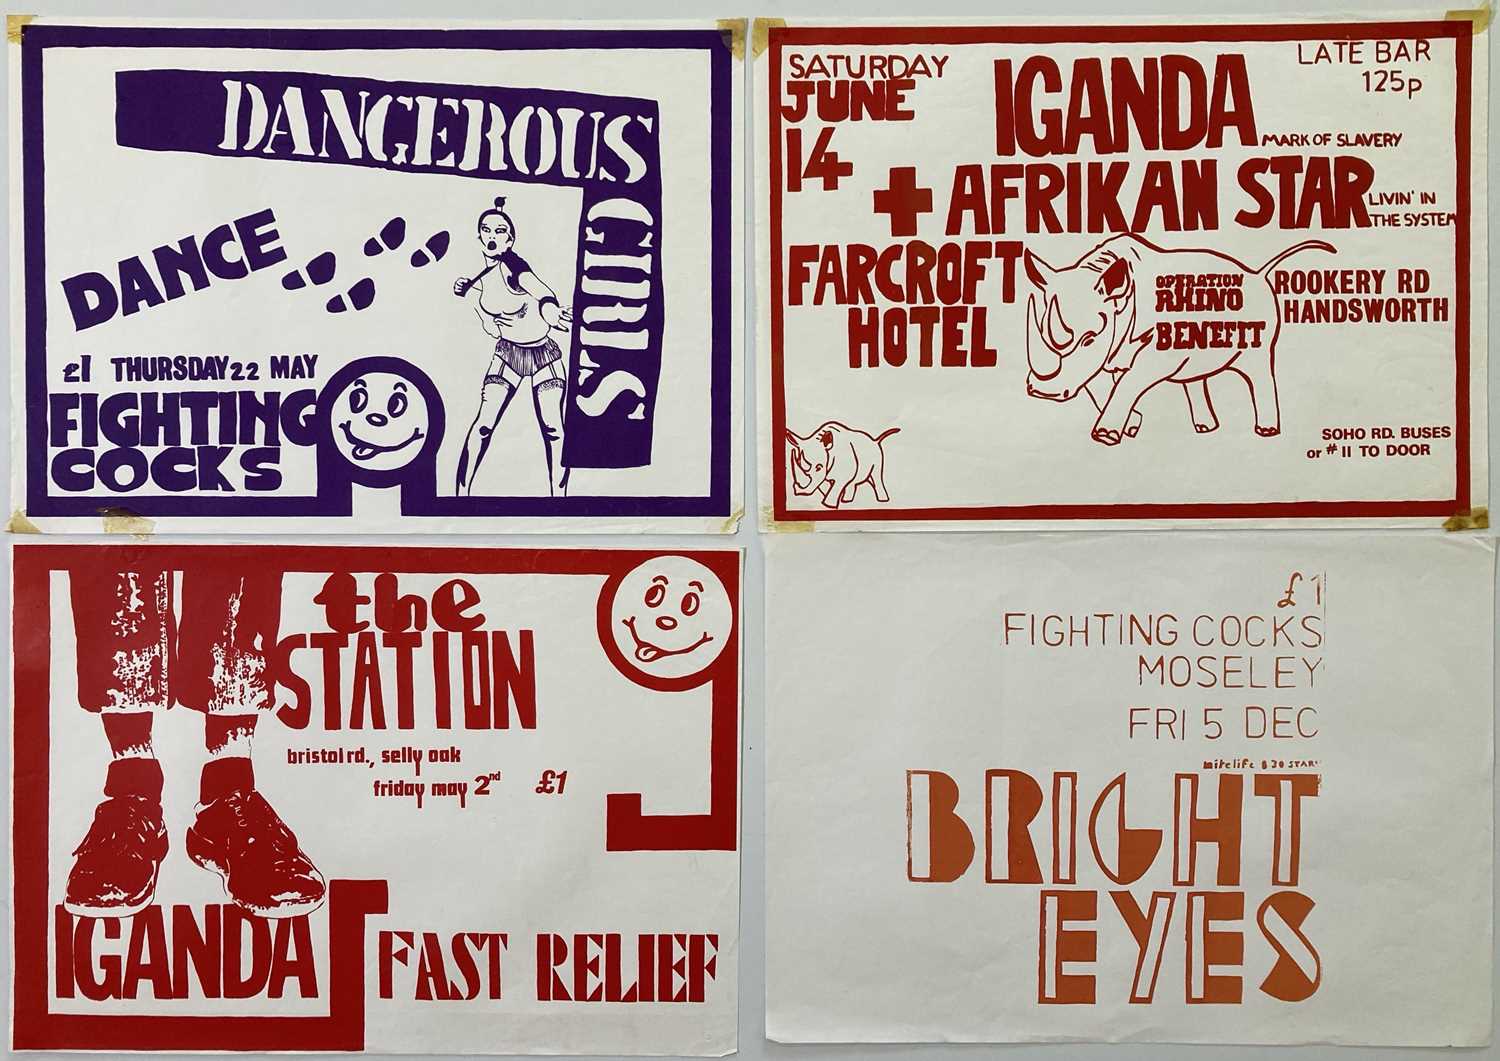 DANGEROUS
GIRLS
DANCE
£1 THURSDAY 22 MAY
FIGHTING
COCKS
SATURDAY
JUNE
14
LATE BAR
125p
IGANDA
MARK OF SLAVERY
+ AFRIKAN STAR
LIVIN' IN
THE SYSTEM
FARCROFT
HOTEL
OPERATION
RHINO
BENEFIT
ROOKERY RD
HANDSWORTH
SOHO RD. BUSES
or #11 TO DOOR
the
STATION
bristol rd., selly oak
friday may 2nd £1
IGANDA
FAST RELIEF
£1
FIGHTING COCKS
MOSELEY
FRI 5 DEC
8 30 START
BRIGHT
EYES